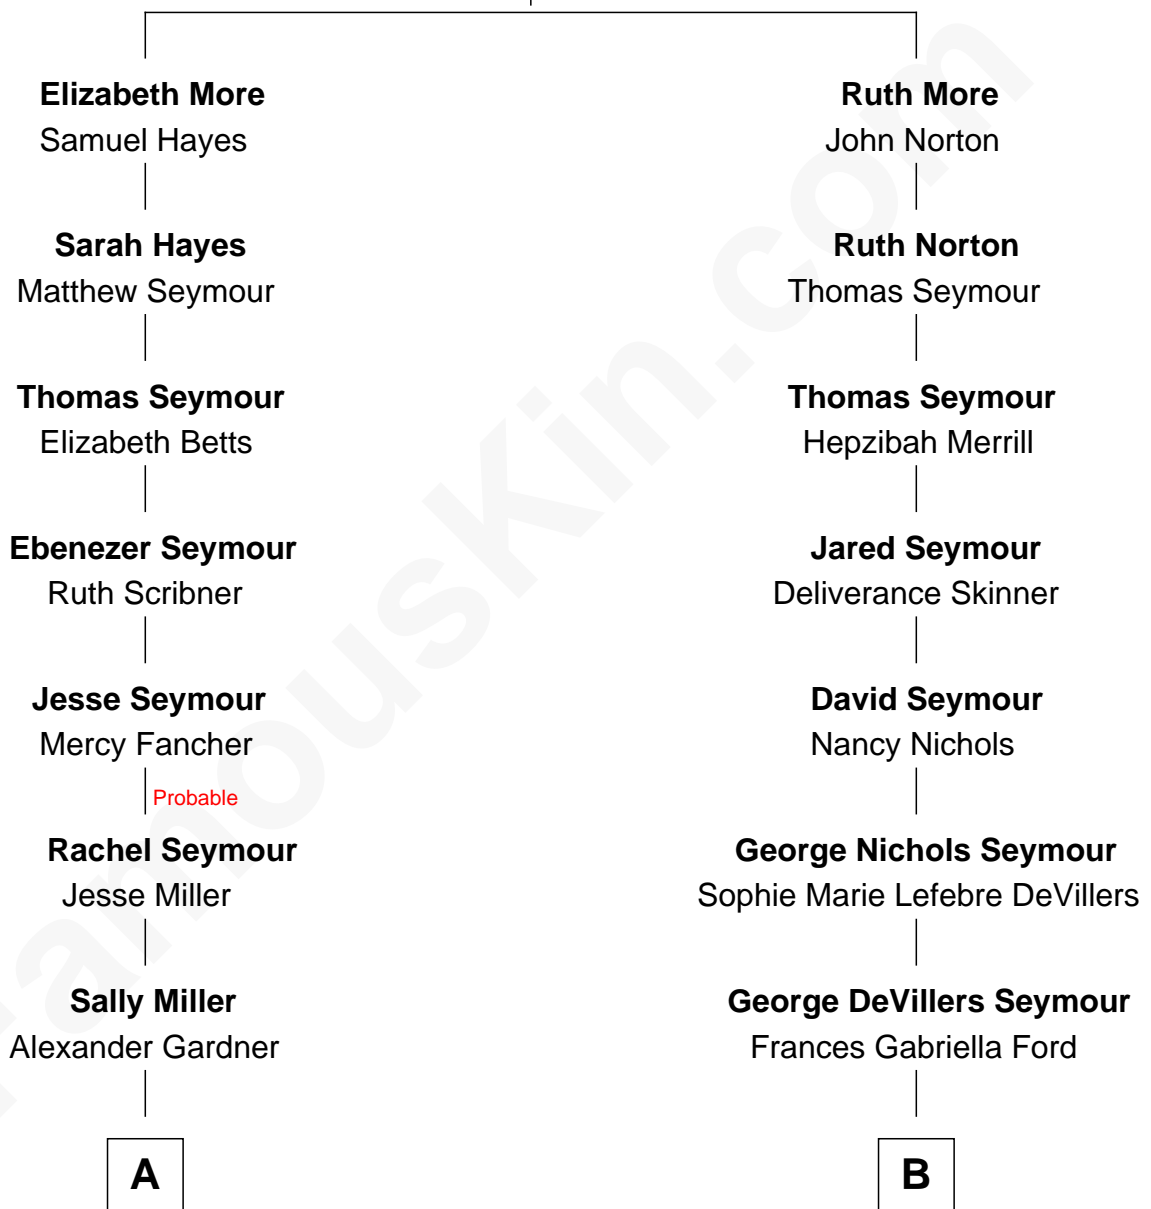 Elizabeth More
Samuel Hayes
Sarah Hayes
Matthew Seymour
Thomas Seymour
Elizabeth Betts
Ebenezer Seymour
Ruth Scribner
Jesse Seymour
Mercy Fancher
Probable
Rachel Seymour
Jesse Miller
Sally Miller
Alexander Gardner
A
Ruth More
John Norton
Ruth Norton
Thomas Seymour
Thomas Seymour
Hepzibah Merrill
Jared Seymour
Deliverance Skinner
David Seymour
Nancy Nichols
George Nichols Seymour
Sophie Marie Lefebre DeVillers
George DeVillers Seymour
Frances Gabriella Ford
B
FamousKin.com